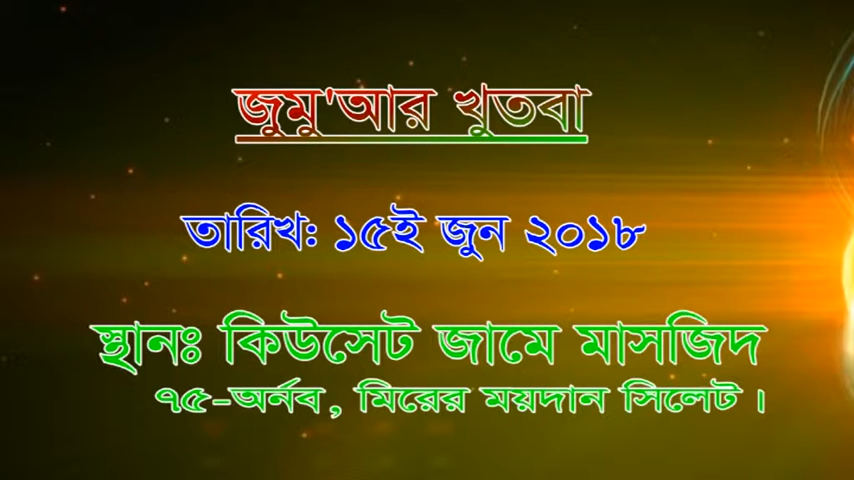 জুমু'আর খুতবা
তারিখ: ১৫ই জুন ২০১৮
স্থানঃ কিউসেট জামে মাসজিদ
৭৫-অর্নব, মিরের ময়দান সিলেট।